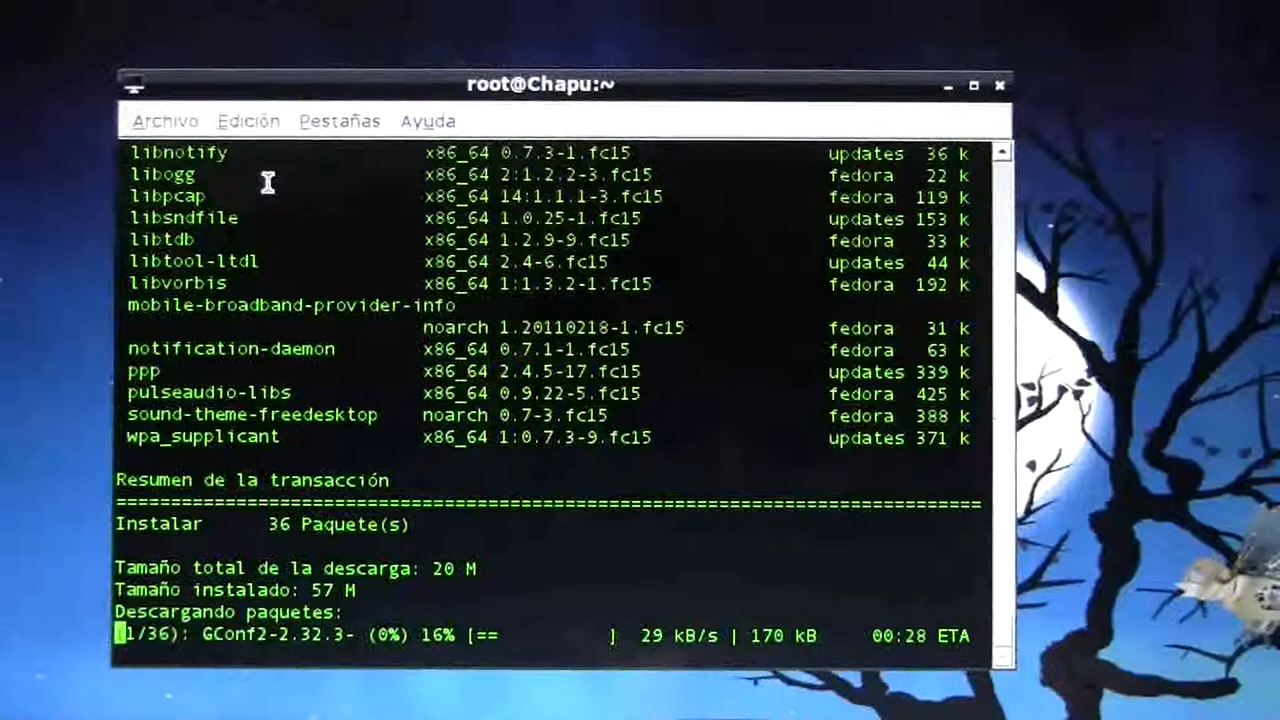 root@Chapu:~
Archivo Edición Pestañas Ayuda
libnotify x86_64 0.7.3-1.fc15 updates 36 k
libogg x86_64 2:1.2.2-3.fc15 fedora 22 k
libpcap x86_64 14:1.1.1-3.fc15 fedora 119 k
libsndfile x86_64 1.0.25-1.fc15 updates 153 k
libtdb x86_64 1.2.9-9.fc15 fedora 33 k
libtool-ltdl x86_64 2.4-6.fc15 updates 44 k
libvorbis x86_64 1:1.3.2-1.fc15 fedora 192 k
mobile-broadband-provider-info
noarch 1.20110218-1.fc15 fedora 31 k
notification-daemon x86_64 0.7.1-1.fc15 fedora 63 k
ppp x86_64 2.4.5-17.fc15 updates 339 k
pulseaudio-libs x86_64 0.9.22-5.fc15 fedora 425 k
sound-theme-freedesktop noarch 0.7-3.fc15 fedora 388 k
wpa_supplicant x86_64 1:0.7.3-9.fc15 updates 371 k
Resumen de la transacción
================================================================================
Instalar 36 Paquete(s)
Tamaño total de la descarga: 20 M
Tamaño instalado: 57 M
Descargando paquetes:
(1/36): GConf2-2.32.3- (0%) 16% [== ] 29 kB/s | 170 kB 00:28 ETA